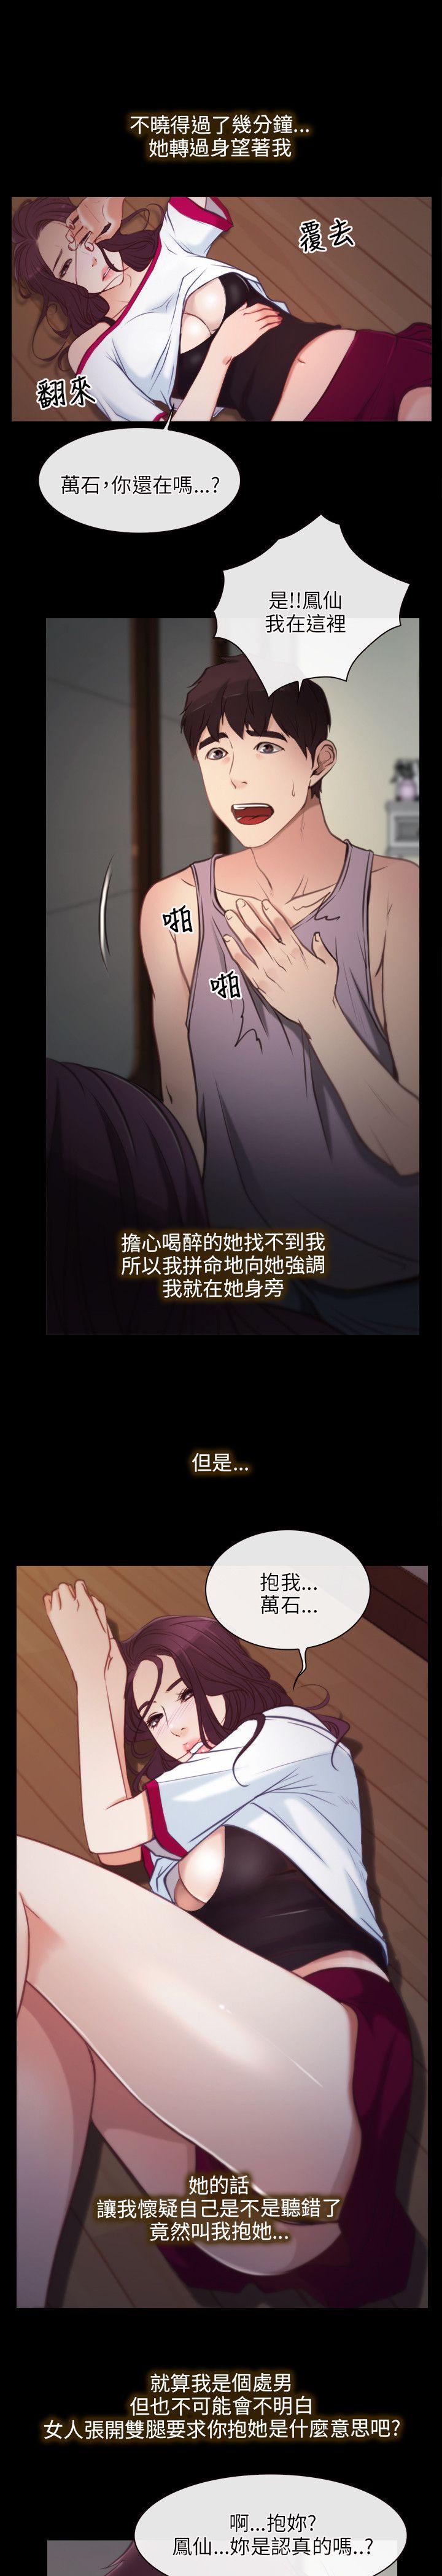 不曉得過了幾分鐘...
她轉過身望著我
覆去
翻來
萬石,你還在嗎...?
是!!鳳仙
我在這裡
啪
啪
擔心喝醉的她找不到我
所以我拼命地向她強調
我就在她身旁
但是...
抱我...
萬石...
她的話
讓我懷疑自己是不是聽錯了
竟然叫我抱她...
就算我是個處男
但也不可能會不明白
女人張開雙腿要求你抱她是什麼意思吧?
啊...抱妳?
鳳仙...妳是認真的嗎..?